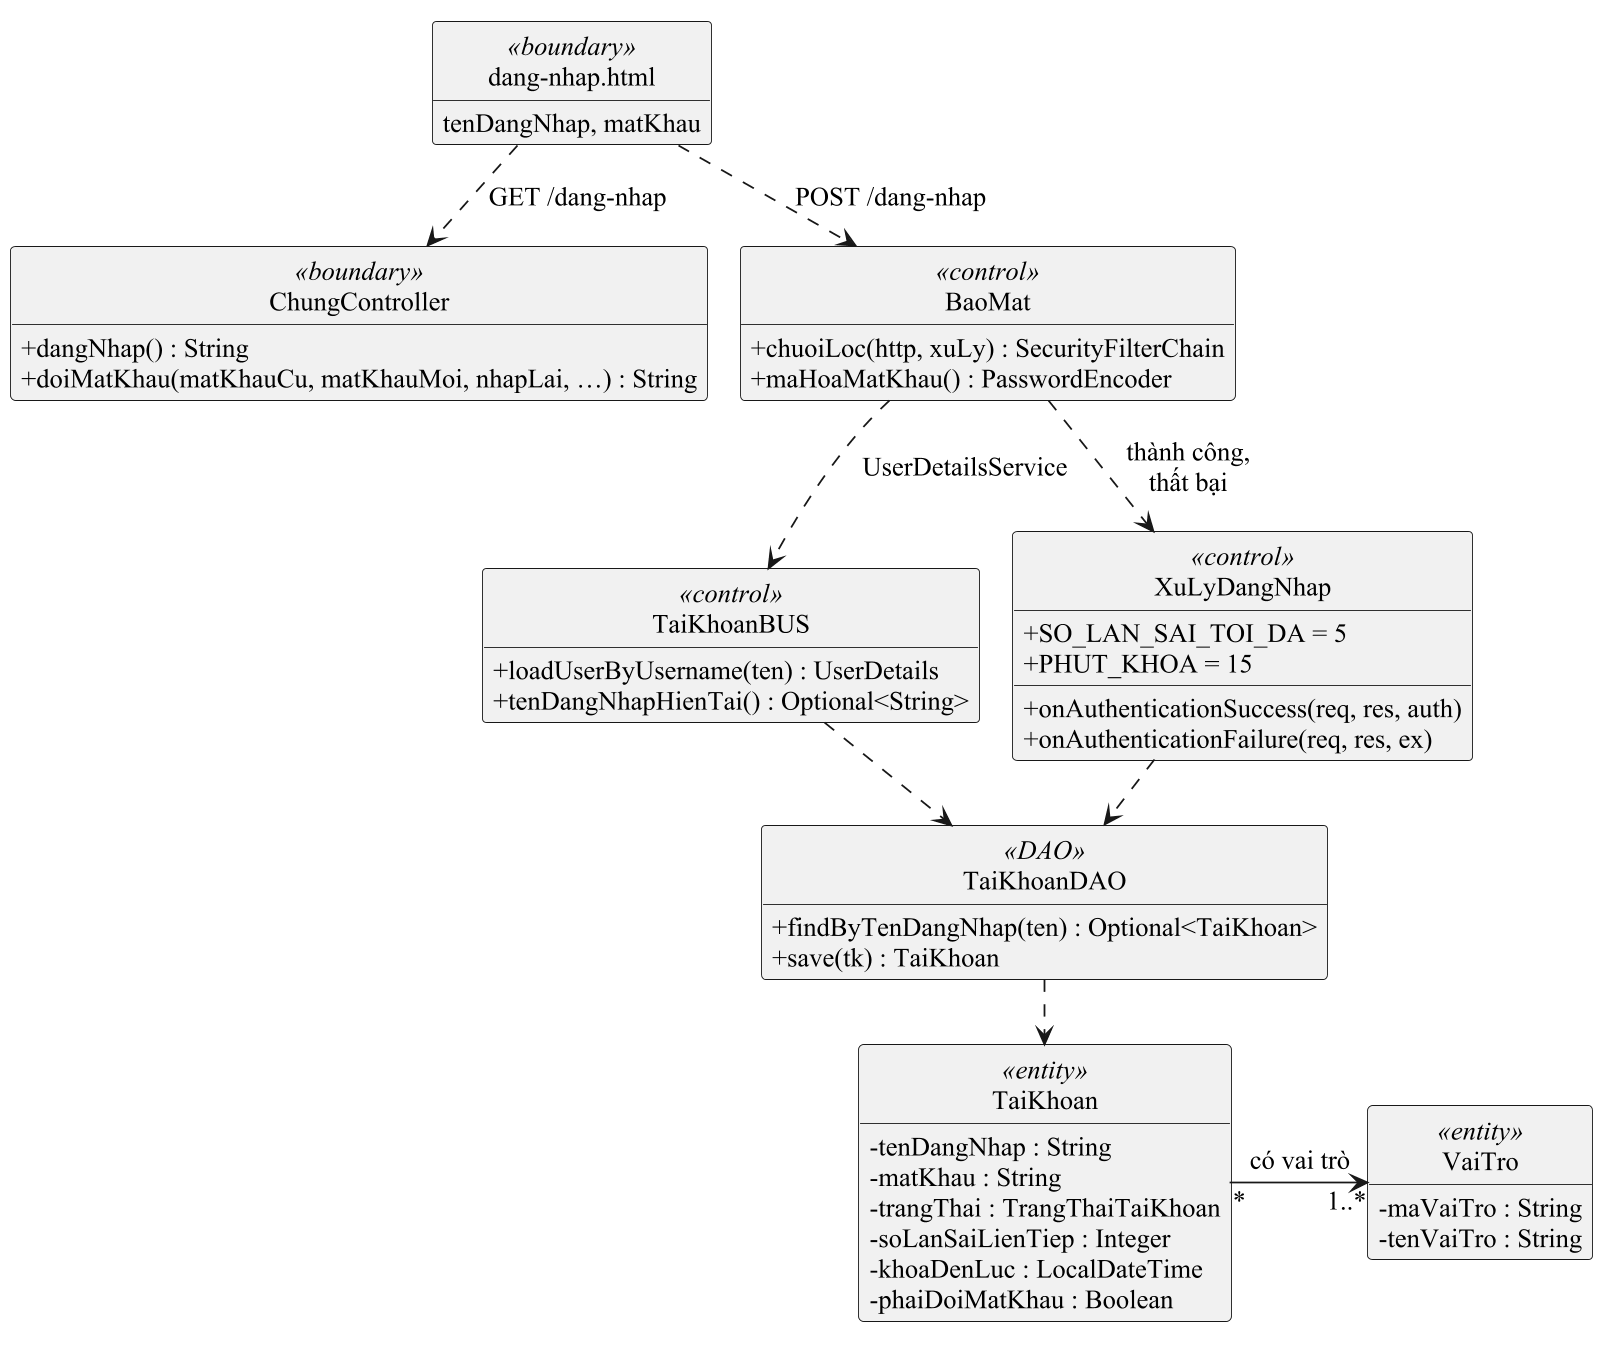 «boundary»
dang-nhap.html
tenDangNhap, matKhau
GET /dang-nhap
POST /dang-nhap
«boundary»
ChungController
+dangNhap() : String
+doiMatKhau(matKhauCu, matKhauMoi, nhapLai, …) : String
«control»
BaoMat
+chuoiLoc(http, xuLy) : SecurityFilterChain
+maHoaMatKhau() : PasswordEncoder
UserDetailsService
thành công,
thất bại
«control»
TaiKhoanBUS
+loadUserByUsername(ten) : UserDetails
+tenDangNhapHienTai() : Optional<String>
«control»
XuLyDangNhap
+SO_LAN_SAI_TOI_DA = 5
+PHUT_KHOA = 15
+onAuthenticationSuccess(req, res, auth)
+onAuthenticationFailure(req, res, ex)
«DAO»
TaiKhoanDAO
+findByTenDangNhap(ten) : Optional<TaiKhoan>
+save(tk) : TaiKhoan
«entity»
TaiKhoan
-tenDangNhap : String
-matKhau : String
-trangThai : TrangThaiTaiKhoan
-soLanSaiLienTiep : Integer
-khoaDenLuc : LocalDateTime
-phaiDoiMatKhau : Boolean
có vai trò
*
1..*
«entity»
VaiTro
-maVaiTro : String
-tenVaiTro : String